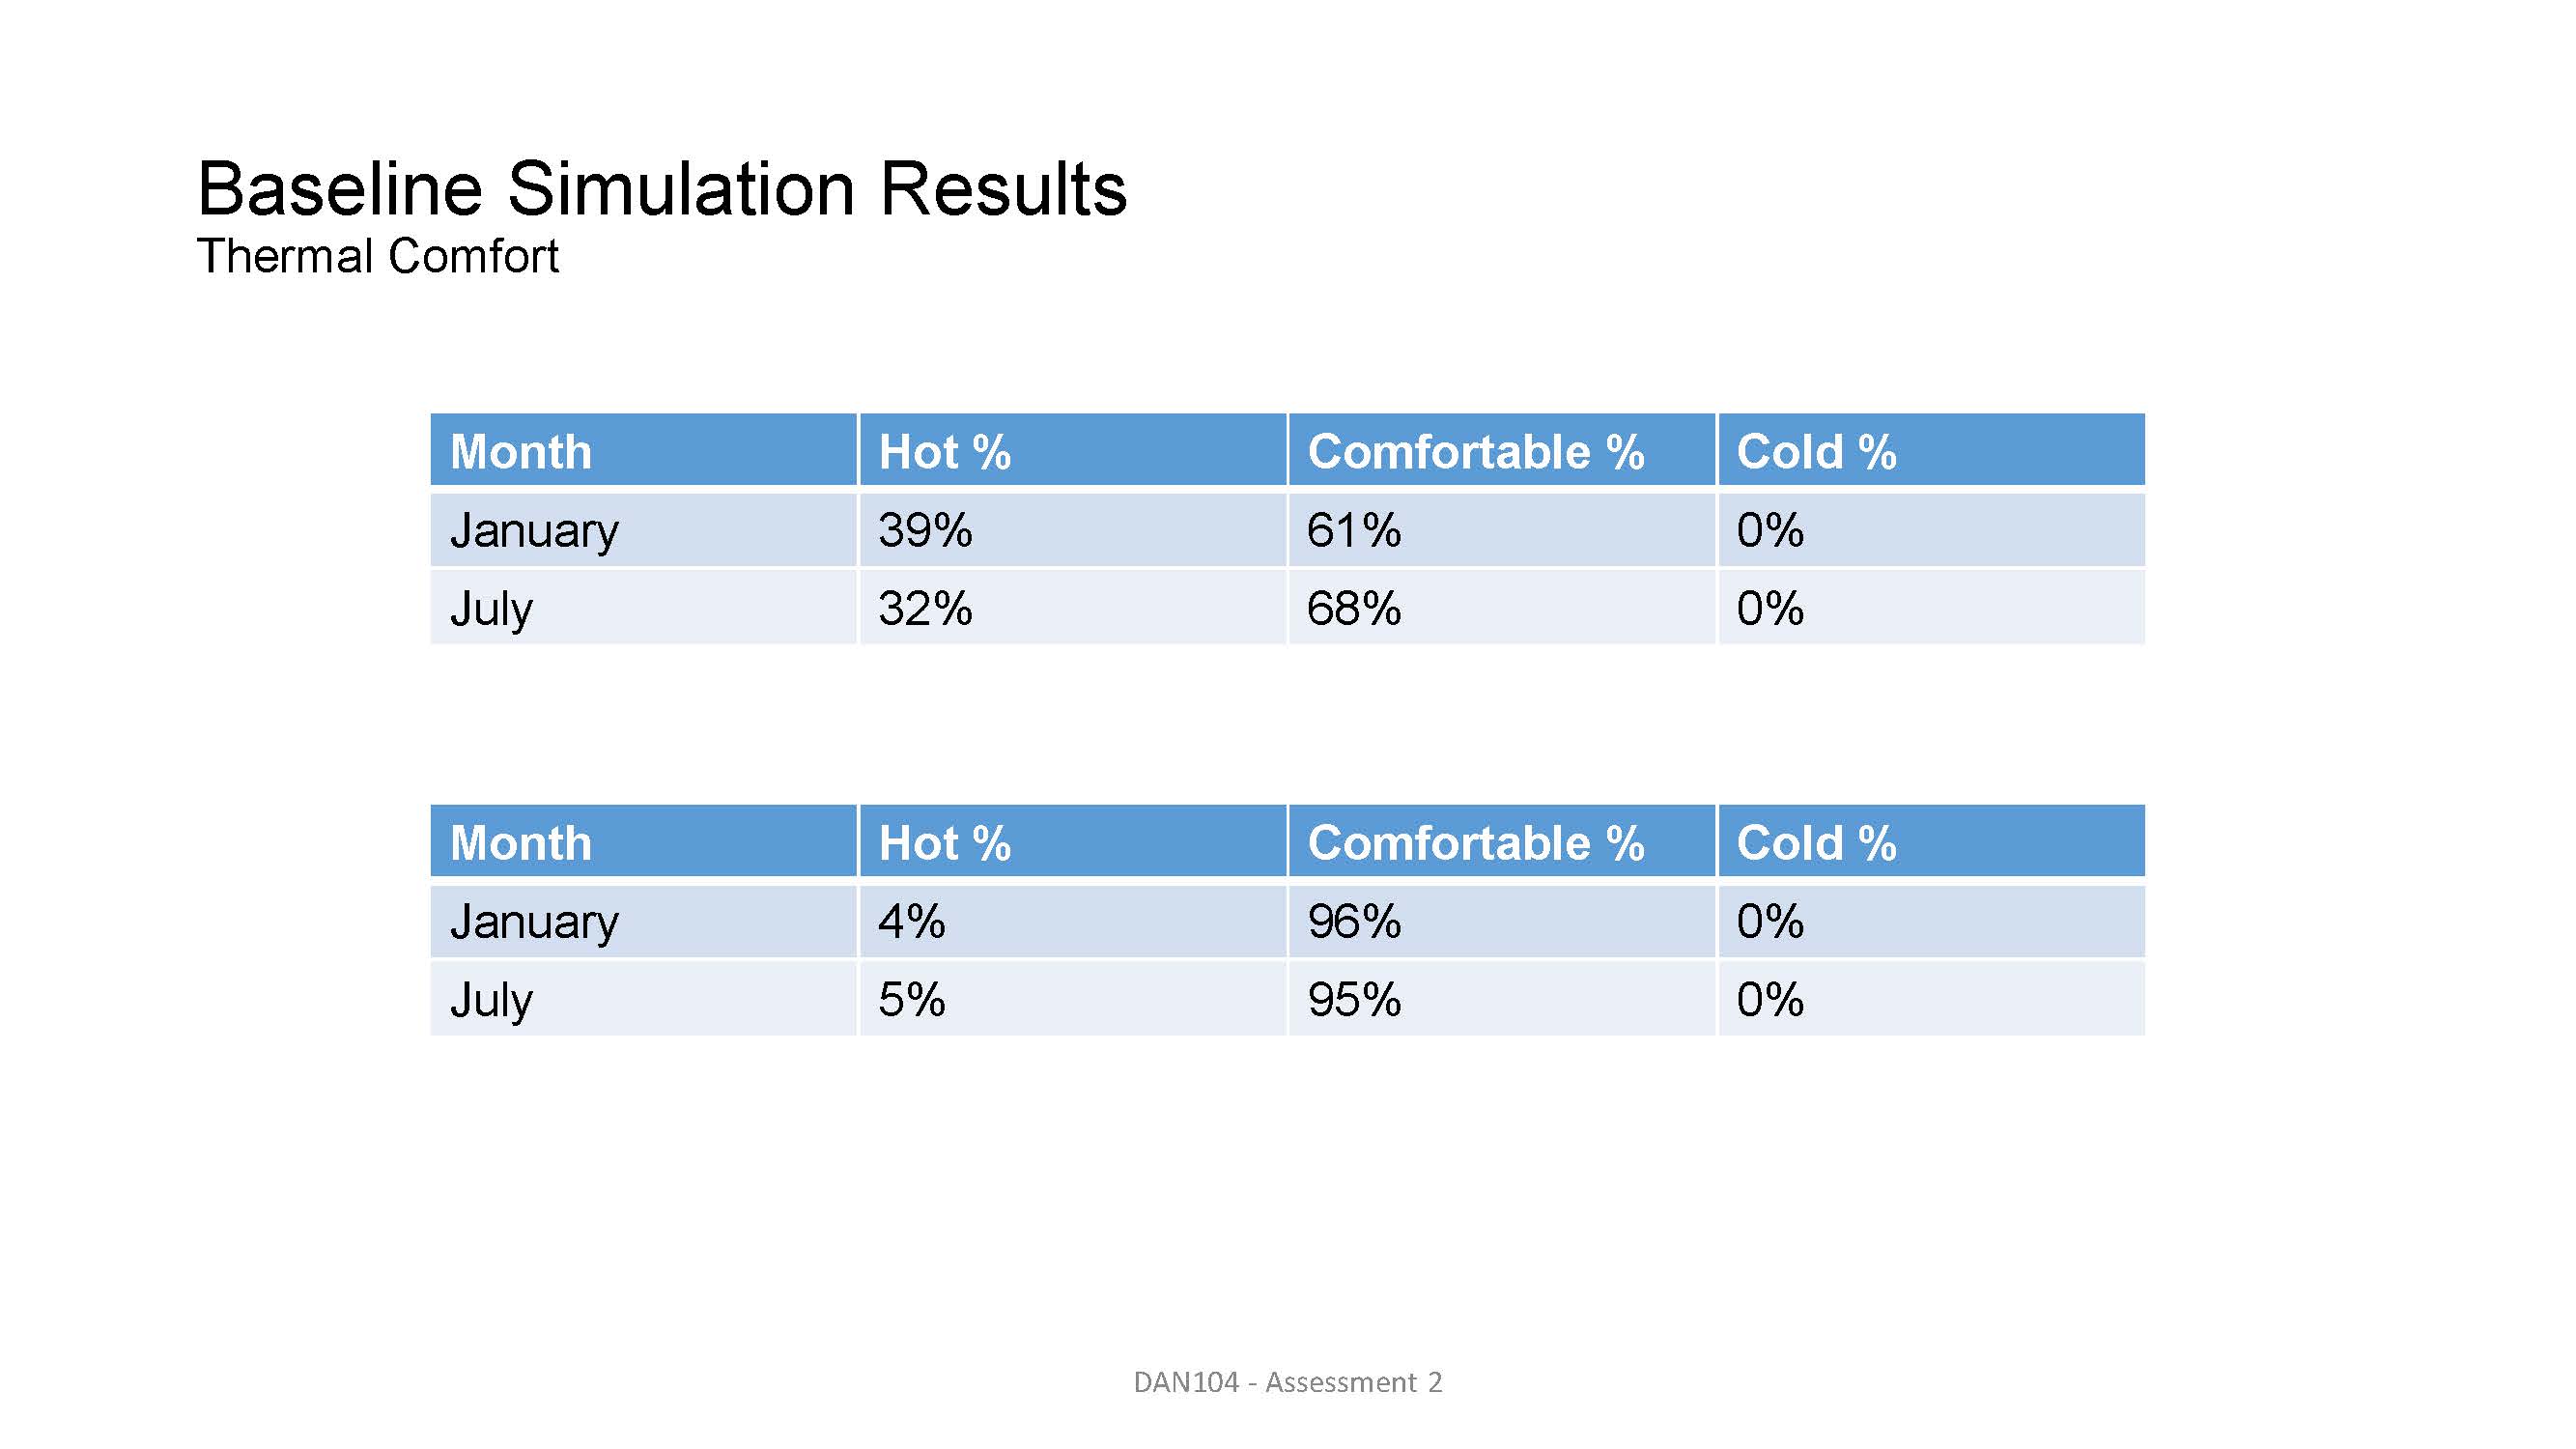 Baseline Simulation Results
Thermal Comfort
Month Hot % Comfortable % Cold %
January 39% 61% 0%
July 32% 68% 0%
Month Hot % Comfortable % Cold %
January 4% 96% 0%
July 5% 95% 0%
DAN104 - Assessment 2